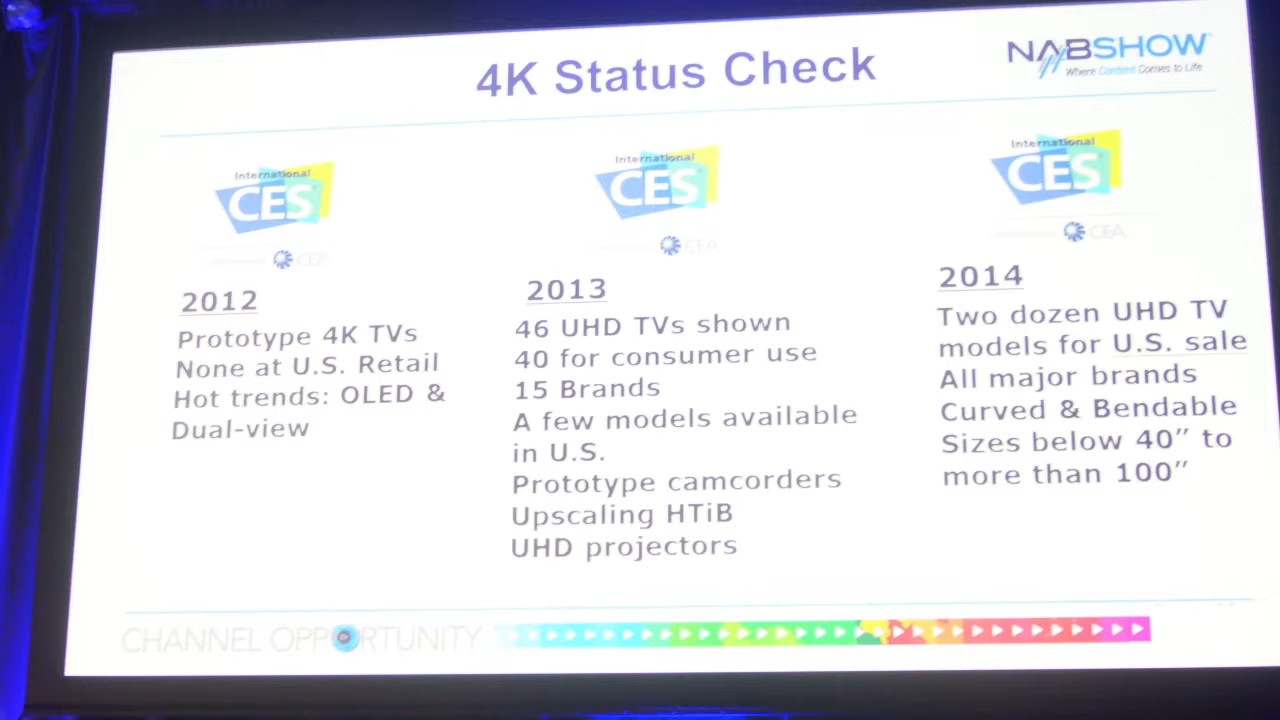 4K Status Check
NABSHOW
Where Content Comes to Life
International
CES
CEA
2012
Prototype 4K TVs
None at U.S. Retail
Hot trends: OLED &
Dual-view
International
CES
CEA
2013
46 UHD TVs shown
40 for consumer use
15 Brands
A few models available
in U.S.
Prototype camcorders
Upscaling HTiB
UHD projectors
International
CES
CEA
2014
Two dozen UHD TV
models for U.S. sale
All major brands
Curved & Bendable
Sizes below 40” to
more than 100”
CHANNEL OPPORTUNITY